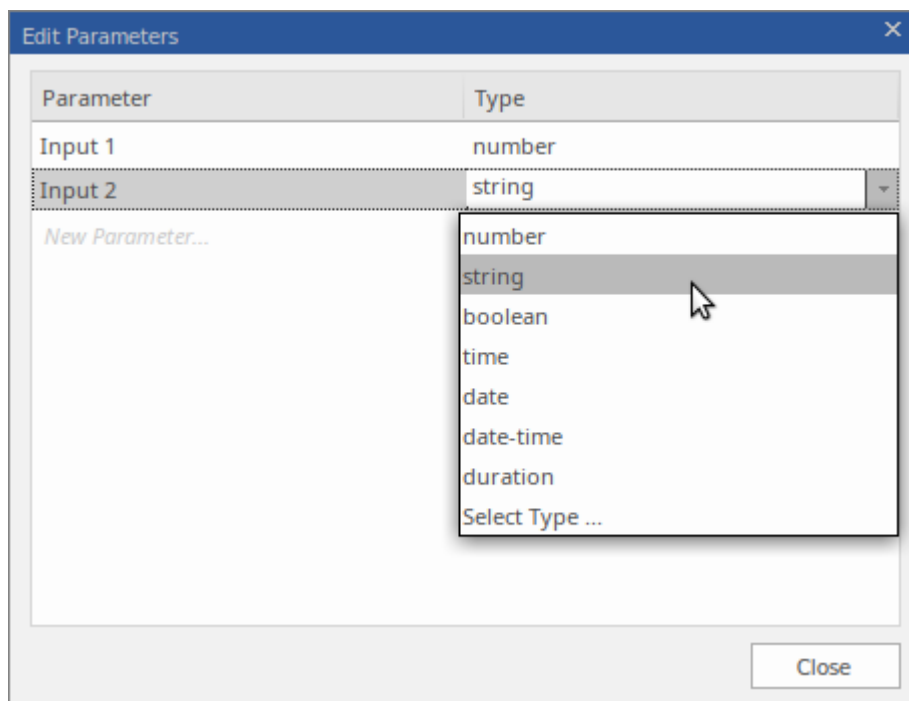 Edit Parameters
Parameter Type
Input 1 number
Input 2 string
New Parameter...
number
string
boolean
time
date
date-time
duration
Select Type ...
Close